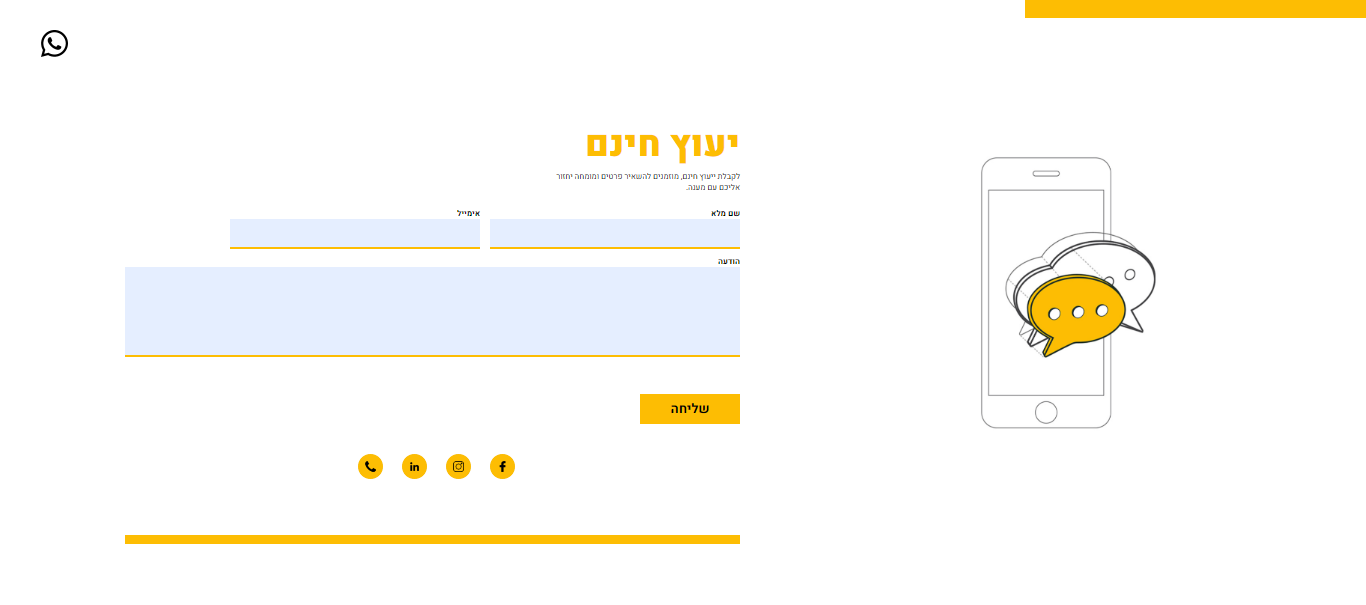 יעוץ חינם
לקבלת ייעוץ חינם, מוזמנים להשאיר פרטים ומומחה יחזור
אליכם עם מענה.
שם מלא
אימייל
הודעה
שליחה